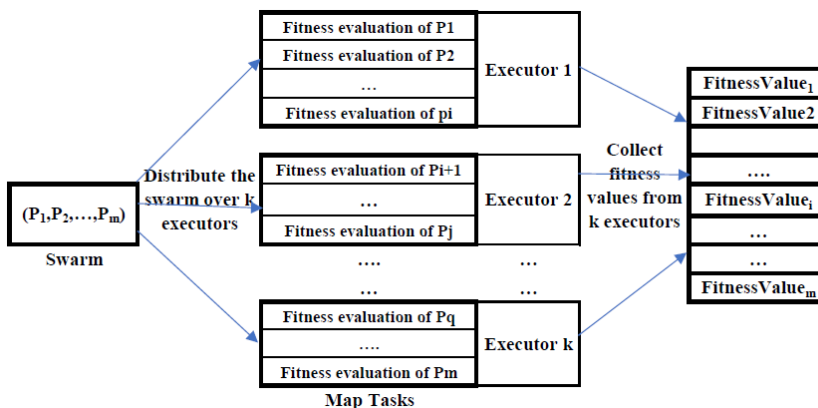 (P1,P2,…,Pm)
Swarm
Distribute the
swarm over k
executors
Fitness evaluation of P1
Fitness evaluation of P2
…
Fitness evaluation of pi
Executor 1
Fitness evaluation of Pi+1
…
Fitness evaluation of Pj
Executor 2
…. …
… …
Fitness evaluation of Pq
….
Fitness evaluation of Pm
Executor k
Map Tasks
Collect
fitness
values from
k executors
FitnessValue1
FitnessValue2
….
FitnessValuei
…
…
FitnessValuem